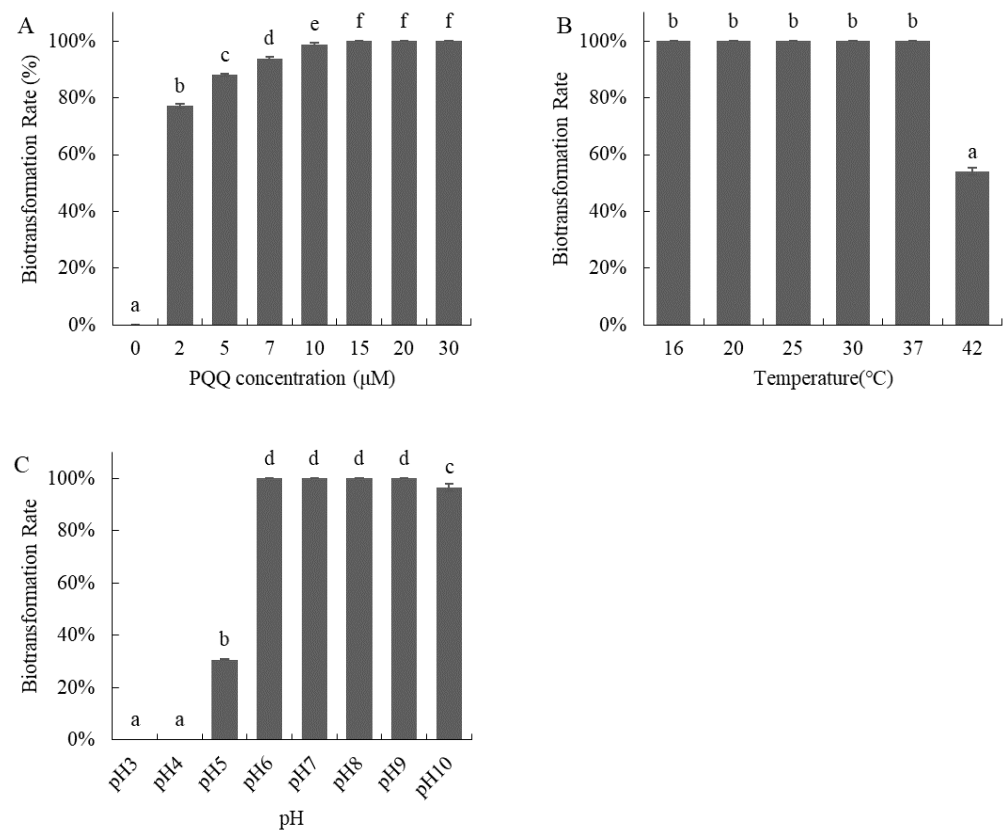 A
Biotransformation Rate (%)
100%
80%
60%
40%
20%
0%
a
b
c
d
e
f
f
f
0 2 5 7 10 15 20 30
PQQ concentration (μM)
B
Biotransformation Rate
100%
80%
60%
40%
20%
0%
b b b b b
a
16 20 25 30 37 42
Temperature(℃)
C
Biotransformation Rate
100%
80%
60%
40%
20%
0%
a a
b
d d d d
c
pH3 pH4 pH5 pH6 pH7 pH8 pH9 pH10
pH